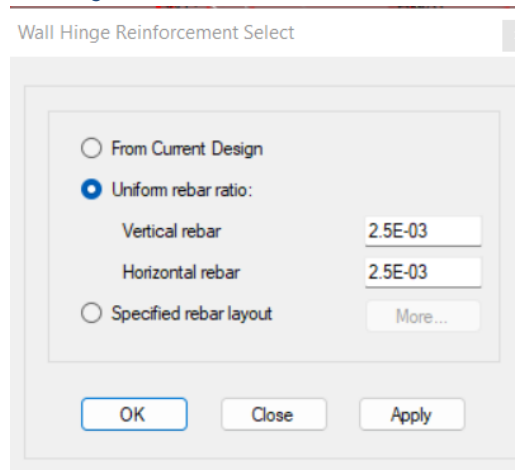 Wall Hinge Reinforcement Select
From Current Design
Uniform rebar ratio:
Vertical rebar 2.5E-03
Horizontal rebar 2.5E-03
Specified rebar layout More...
OK Close Apply